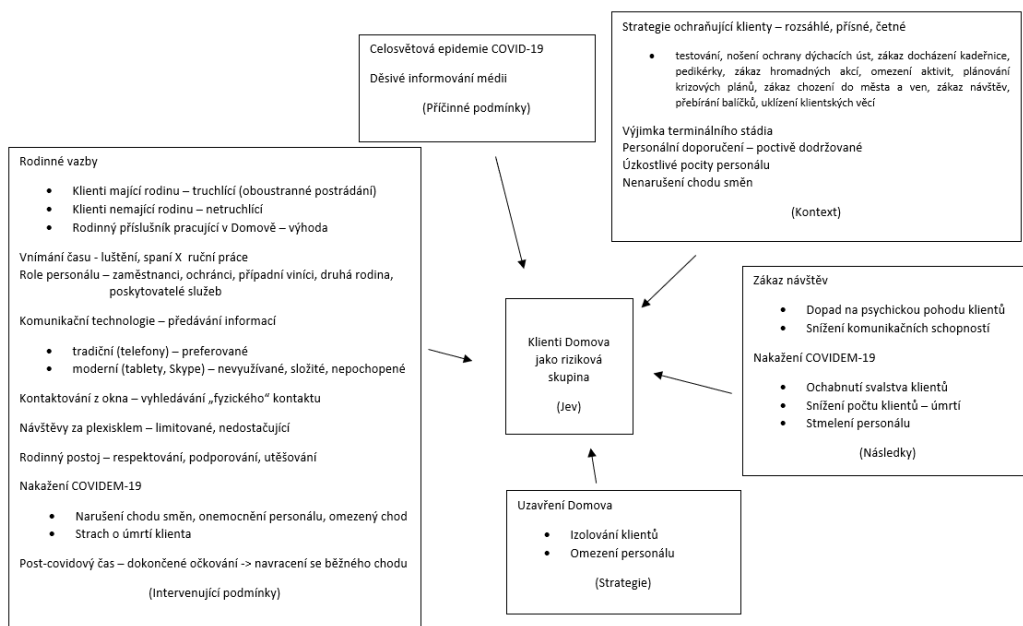 Celosvětová epidemie COVID-19
Děsivé informování médii
(Příčinné podmínky)
Strategie ochraňující klienty – rozsáhlé, přísné, četné
• testování, nošení ochrany dýchacích úst, zákaz docházení kadeřnice,
pedikérky, zákaz hromadných akcí, omezení aktivit, plánování
krizových plánů, zákaz chození do města a ven, zákaz návštěv,
přebírání balíčků, uklízení klientských věcí
Výjimka terminálního stádia
Personální doporučení – poctivě dodržované
Úzkostlivé pocity personálu
Nenarušení chodu směn
(Kontext)
Rodinné vazby
• Klienti mající rodinu – truchlící (oboustranné postrádání)
• Klienti nemající rodinu – netruchlící
• Rodinný příslušník pracující v Domově – výhoda
Vnímání času - luštění, spaní X ruční práce
Role personálu – zaměstnanci, ochránci, případní viníci, druhá rodina,
poskytovatelé služeb
Komunikační technologie – předávání informací
• tradiční (telefony) – preferované
• moderní (tablety, Skype) – nevyužívané, složité, nepochopené
Kontaktování z okna – vyhledávání „fyzického“ kontaktu
Návštěvy za plexisklem – limitované, nedostačující
Rodinný postoj – respektování, podporování, utěšování
Nakažení COVIDEM-19
• Narušení chodu směn, onemocnění personálu, omezený chod
• Strach o úmrtí klienta
Post-covidový čas – dokončené očkování -> navracení se běžného chodu
(Intervenující podmínky)
Klienti Domova
jako riziková
skupina
(Jev)
Zákaz návštěv
• Dopad na psychickou pohodu klientů
• Snížení komunikačních schopností
Nakažení COVIDEM-19
• Ochabnutí svalstva klientů
• Snížení počtu klientů – úmrtí
• Stmelení personálu
(Následky)
Uzavření Domova
• Izolování klientů
• Omezení personálu
(Strategie)